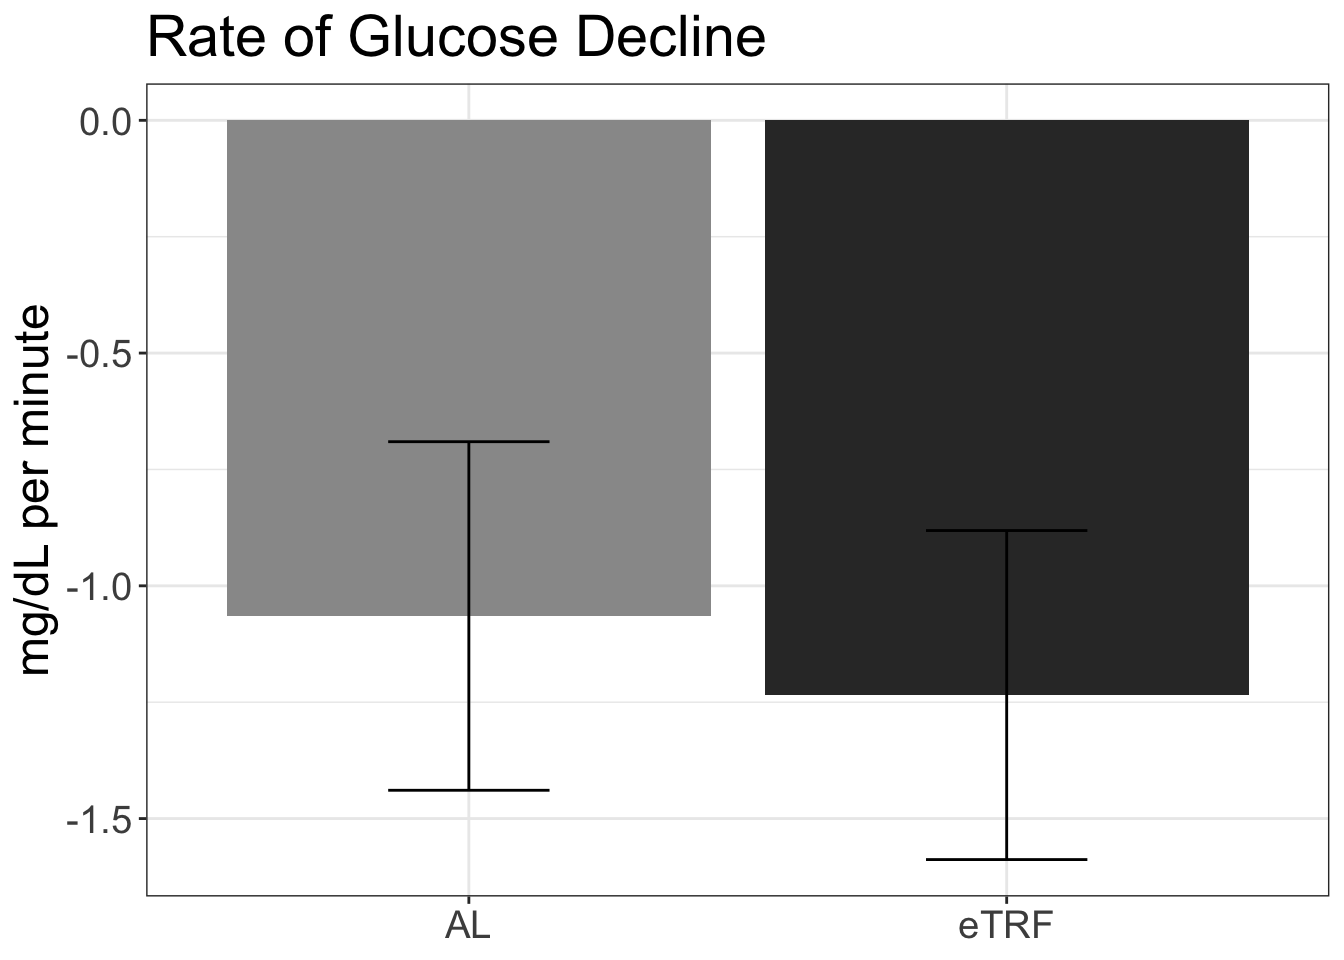 Rate of Glucose Decline
0.0
-0.5
-1.0
-1.5
mg/dL per minute
AL
eTRF